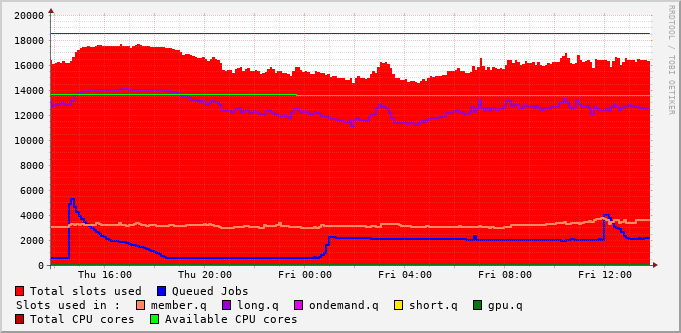 20000
18000
16000
14000
12000
10000
8000
6000
4000
2000
0
Thu 16:00 Thu 20:00 Fri 00:00 Fri 04:00 Fri 08:00 Fri 12:00
RRDTOOL / TOBI OETIKER
Total slots used Queued Jobs
Slots used in : member.q long.q ondemand.q short.q gpu.q
Total CPU cores Available CPU cores